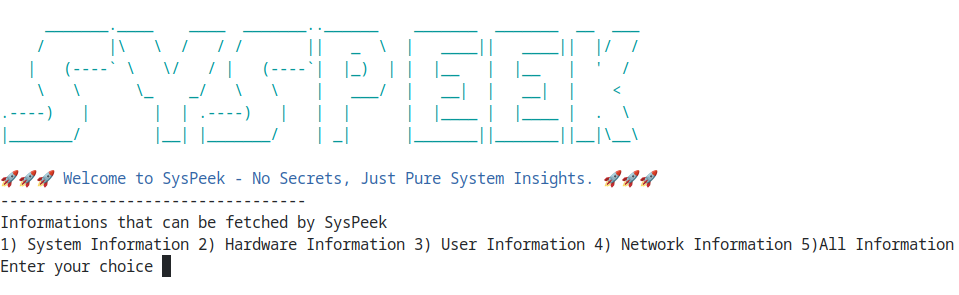 SYSPEEK
🚀🚀🚀 Welcome to SysPeek - No Secrets, Just Pure System Insights. 🚀🚀🚀
----------------------------------
Informations that can be fetched by SysPeek
1) System Information 2) Hardware Information 3) User Information 4) Network Information 5)All Information
Enter your choice